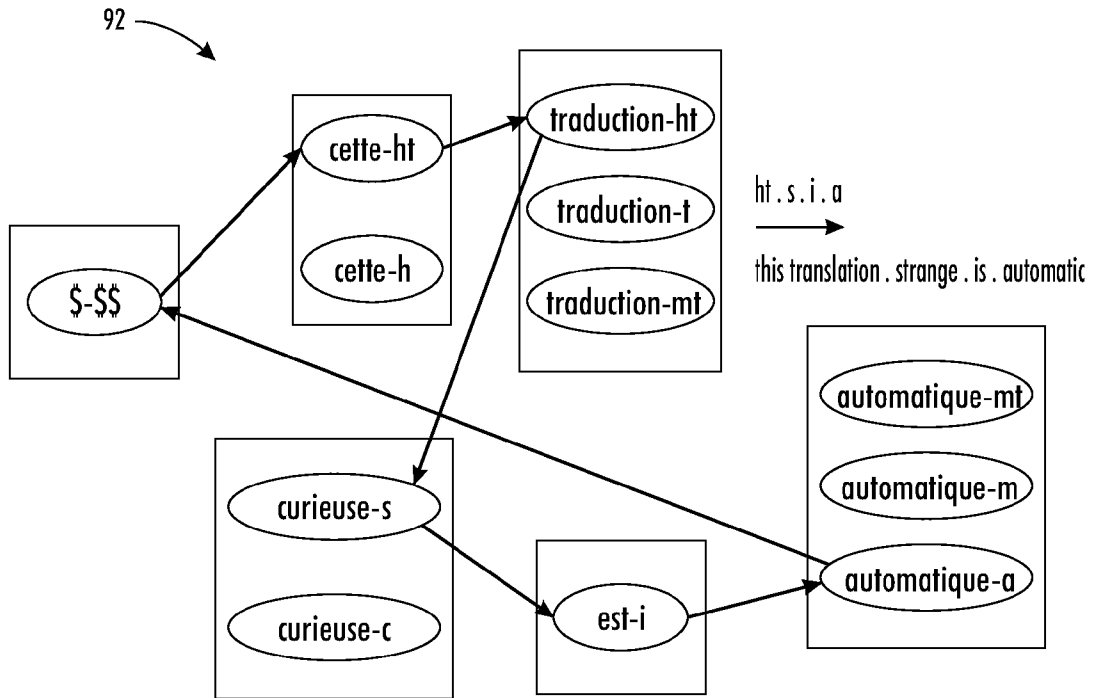 92
cette-ht
cette-h
traduction-ht
traduction-t
traduction-mt
ht . s . i . a
this translation . strange . is . automatic
$-$$
automatique-mt
automatique-m
automatique-a
curieuse-s
curieuse-c
est-i